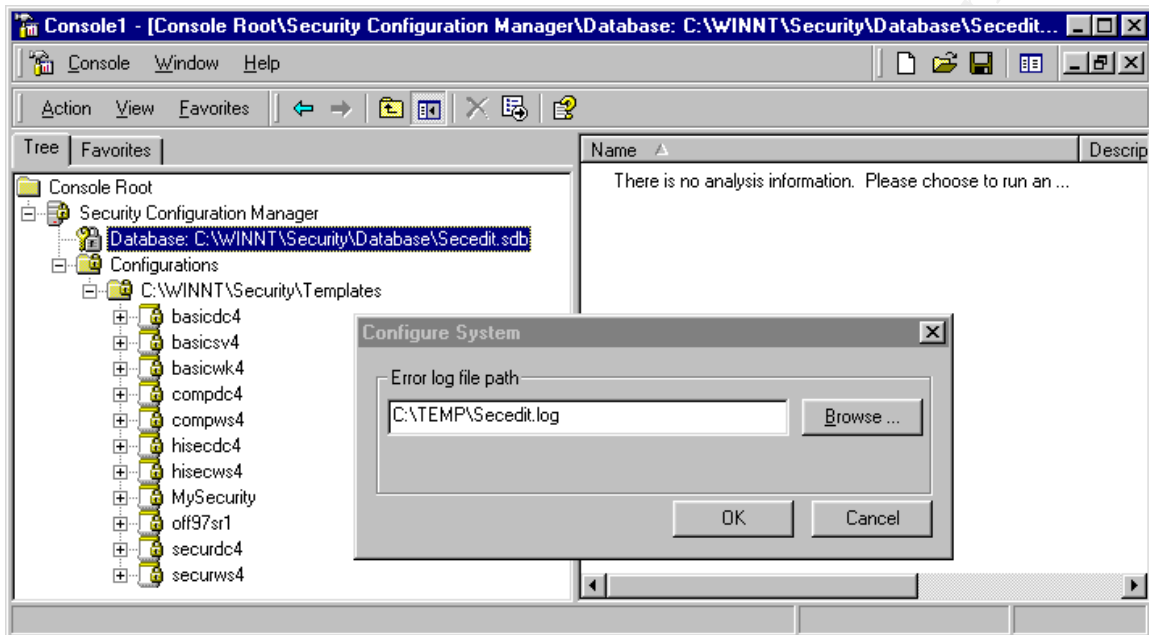 Console1 - [Console Root\Security Configuration Manager\Database: C:\WINNT\Security\Database\Secedit...
Console Window Help
Action View Favorites
Tree Favorites
Name Descrip
Console Root
There is no analysis information. Please choose to run an ...
Security Configuration Manager
Database: C:\WINNT\Security\Database\Secedit.sdb
Configurations
C:\WINNT\Security\Templates
basicdc4
basicsv4
basicwk4
compdc4
compws4
hisecdc4
hisecws4
MySecurity
off97sr1
securdc4
securws4
Configure System
Error log file path
C:\TEMP\Secedit.log
Browse ...
OK Cancel